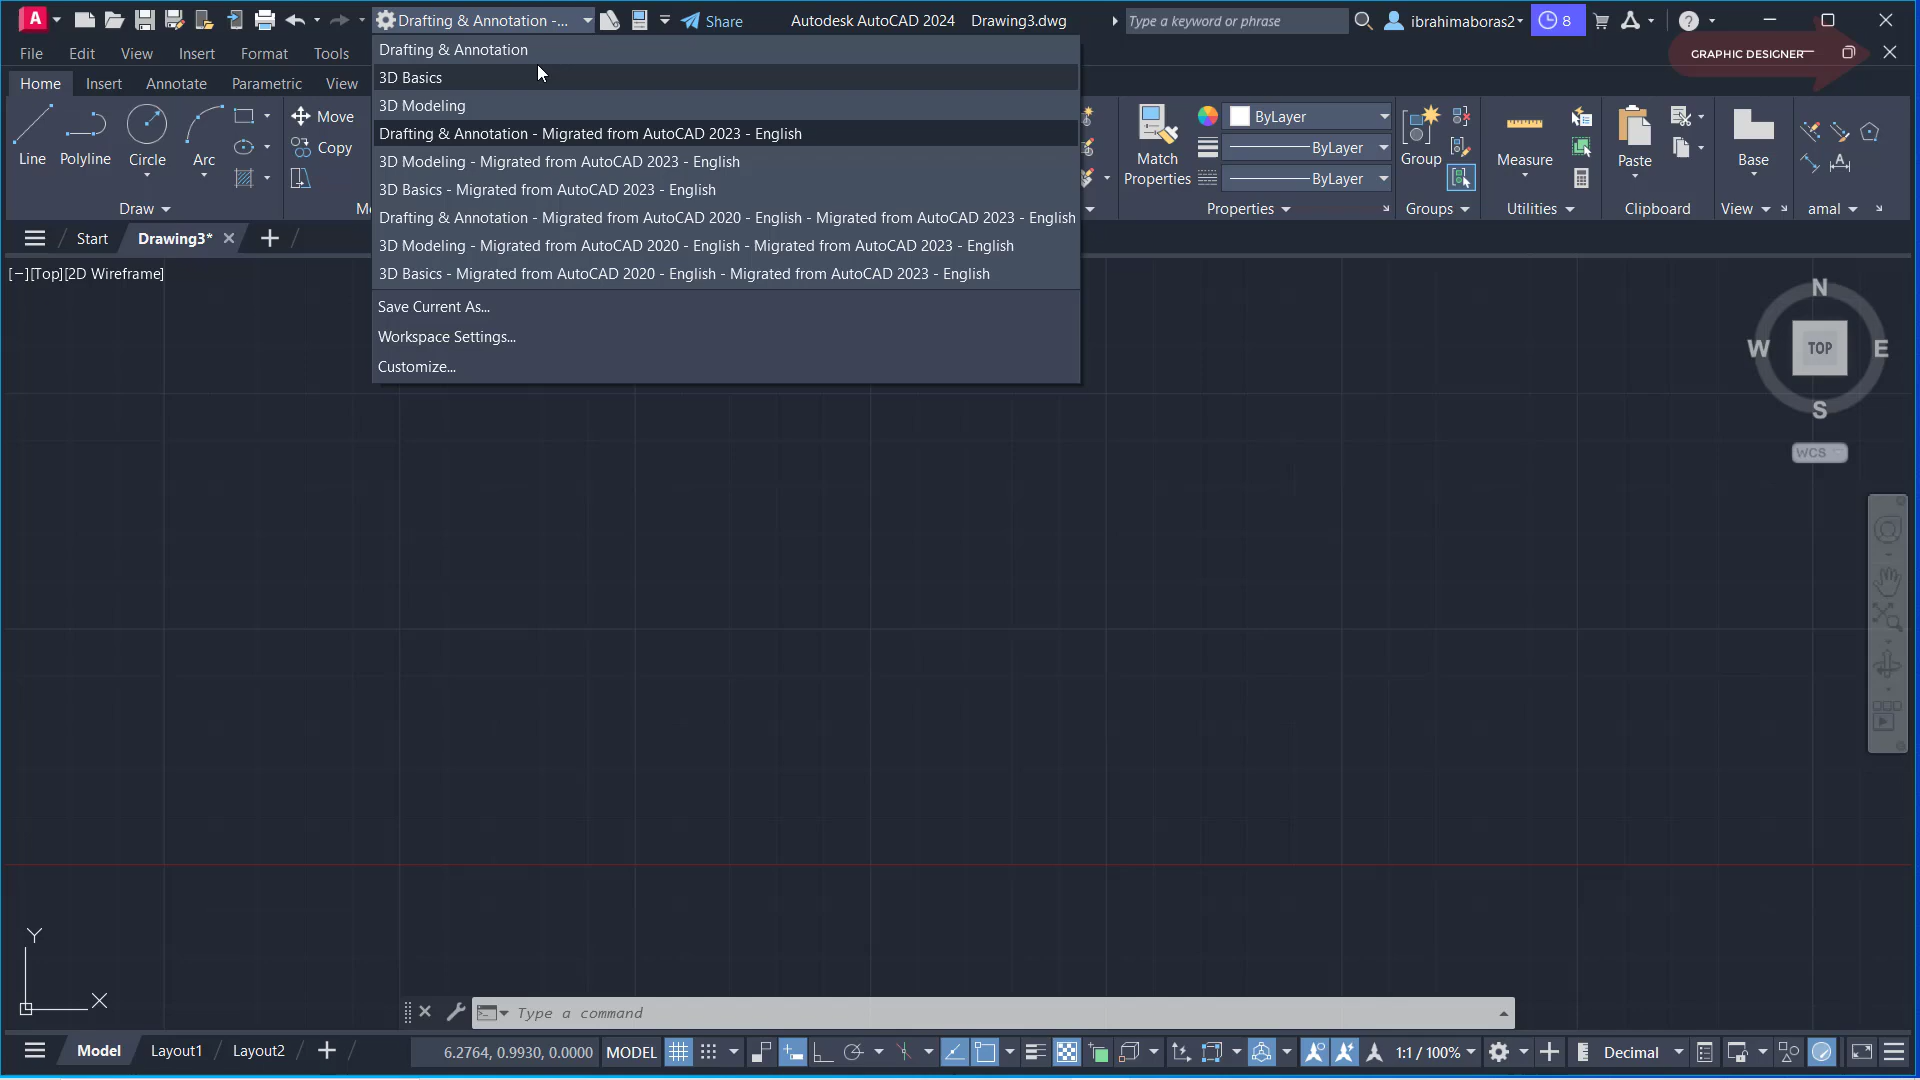 A
Drafting & Annotation -...
Share
Autodesk AutoCAD 2024 Drawing3.dwg
Type a keyword or phrase
ibrahimaboras2
8
?
File Edit View Insert Format Tools
GRAPHIC DESIGNER
Home Insert Annotate Parametric View
Drafting & Annotation
3D Basics
3D Modeling
Drafting & Annotation - Migrated from AutoCAD 2023 - English
3D Modeling - Migrated from AutoCAD 2023 - English
3D Basics - Migrated from AutoCAD 2023 - English
Drafting & Annotation - Migrated from AutoCAD 2020 - English - Migrated from AutoCAD 2023 - English
3D Modeling - Migrated from AutoCAD 2020 - English - Migrated from AutoCAD 2023 - English
3D Basics - Migrated from AutoCAD 2020 - English - Migrated from AutoCAD 2023 - English
Save Current As...
Workspace Settings...
Customize...
Line Polyline Circle Arc
Move
Copy
Draw
Match
Properties
ByLayer
ByLayer
ByLayer
Properties
Group
Groups
Measure
Utilities
Paste
Clipboard
Base
View
amal
Start Drawing3*
[−][Top][2D Wireframe]
N
W TOP E
S
WCS
Y
X
Type a command
Model Layout1 Layout2
6.2764, 0.9930, 0.0000 MODEL
1:1 / 100%
Decimal